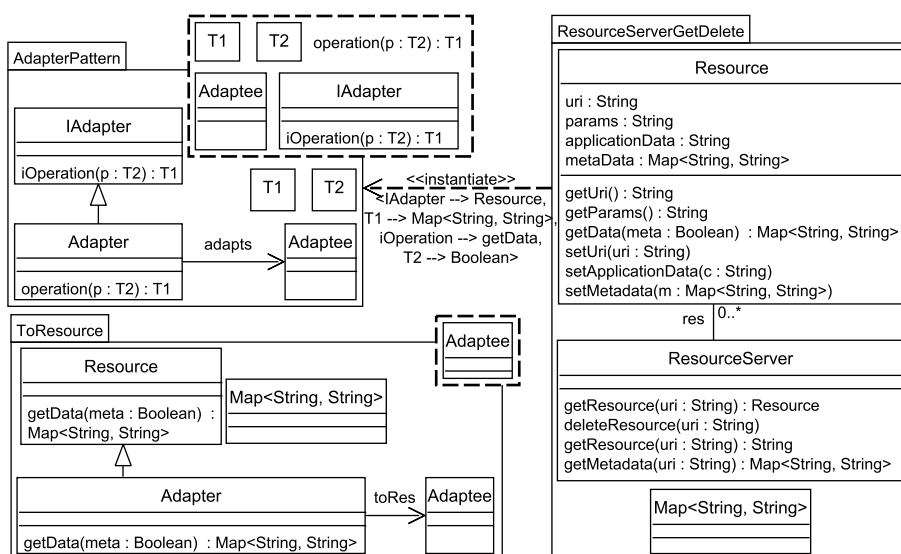 AdapterPattern
T1
T2
operation(p : T2) : T1
Adaptee
IAdapter
iOperation(p : T2) : T1
IAdapter
iOperation(p : T2) : T1
T1
T2
Adapter
operation(p : T2) : T1
adapts
Adaptee
<<instantiate>>
<IAdapter --> Resource,
T1 --> Map<String, String>,
iOperation --> getData,
T2 --> Boolean>
ResourceServerGetDelete
Resource
uri : String
params : String
applicationData : String
metaData : Map<String, String>
getUri() : String
getParams() : String
getData(meta : Boolean) : Map<String, String>
setUri(uri : String)
setApplicationData(c : String)
setMetadata(m : Map<String, String>)
res
0..*
ResourceServer
getResource(uri : String) : Resource
deleteResource(uri : String)
getResource(uri : String) : String
getMetadata(uri : String) : Map<String, String>
Map<String, String>
ToResource
Adaptee
Resource
getData(meta : Boolean) :
Map<String, String>
Map<String, String>
Adapter
getData(meta : Boolean) : Map<String, String>
toRes
Adaptee